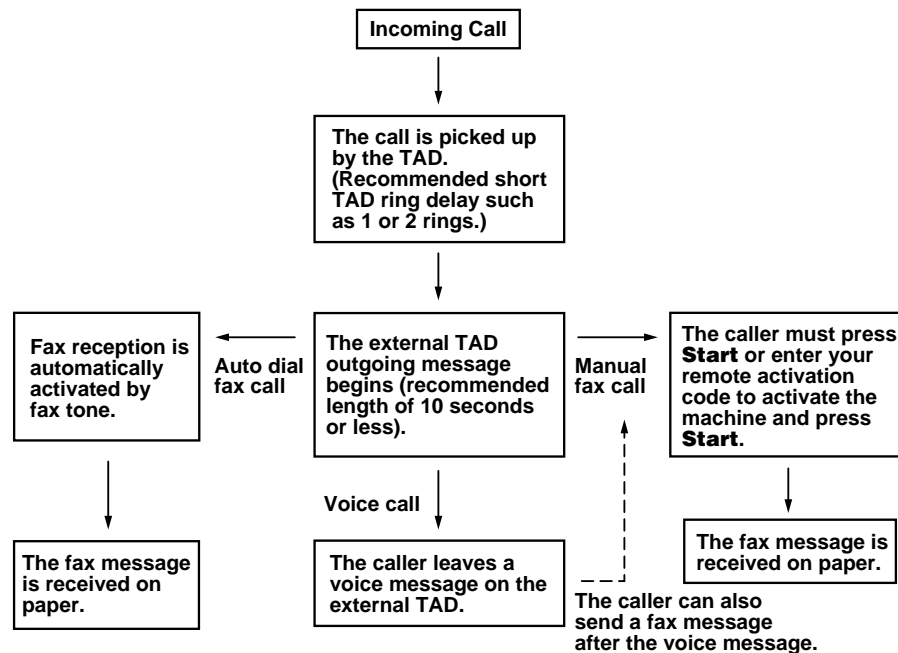 Incoming Call
The call is picked up
by the TAD.
(Recommended short
TAD ring delay such
as 1 or 2 rings.)
Fax reception is
automatically
activated by
fax tone.
Auto dial
fax call
The external TAD
outgoing message
begins (recommended
length of 10 seconds
or less).
Manual
fax call
The caller must press
Start or enter your
remote activation
code to activate the
machine and press
Start.
Voice call
The fax message
is received on
paper.
The caller leaves a
voice message on the
external TAD.
The fax message is
received on paper.
The caller can also
send a fax message
after the voice message.